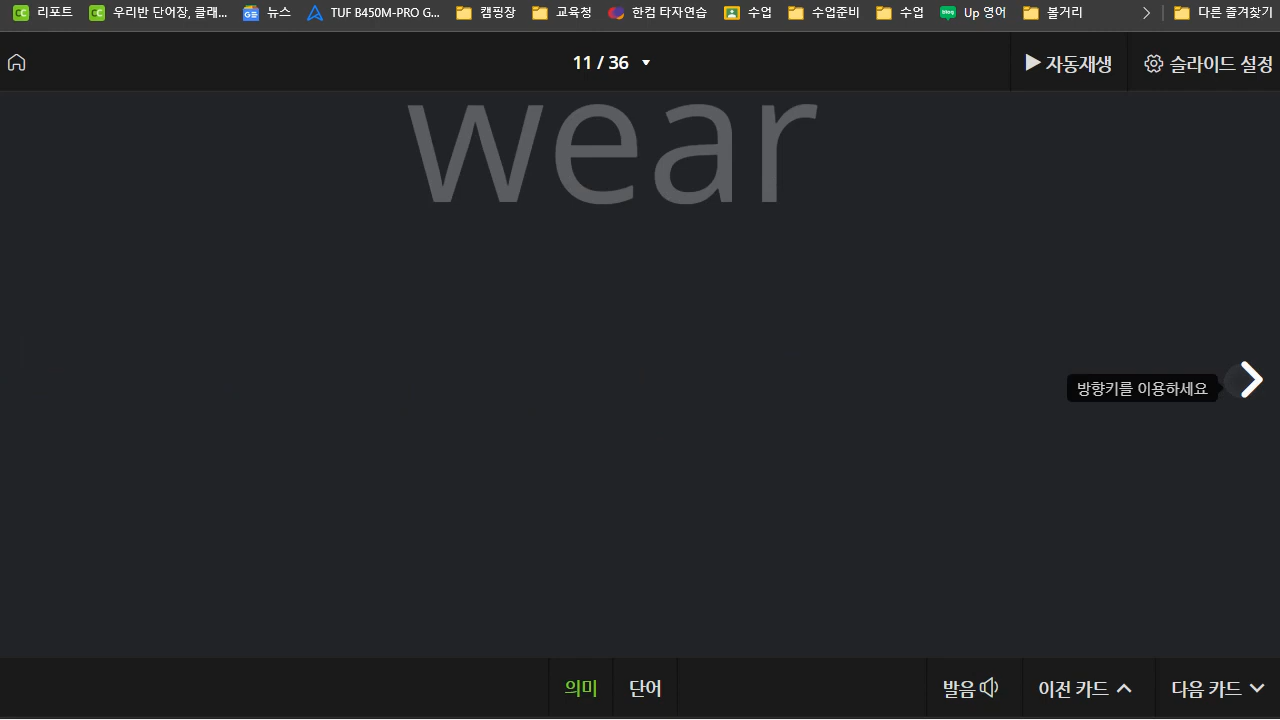 리포트 우리반 단어장, 클래... 뉴스 TUF B450M-PRO G... 캠핑장 교육청 한컴 타자연습 수업 수업준비 수업 Up 영어 볼거리 다른 즐겨찾기
11 / 36 자동재생 슬라이드 설정
wear
방향키를 이용하세요
의미 단어 발음 이전 카드 다음 카드